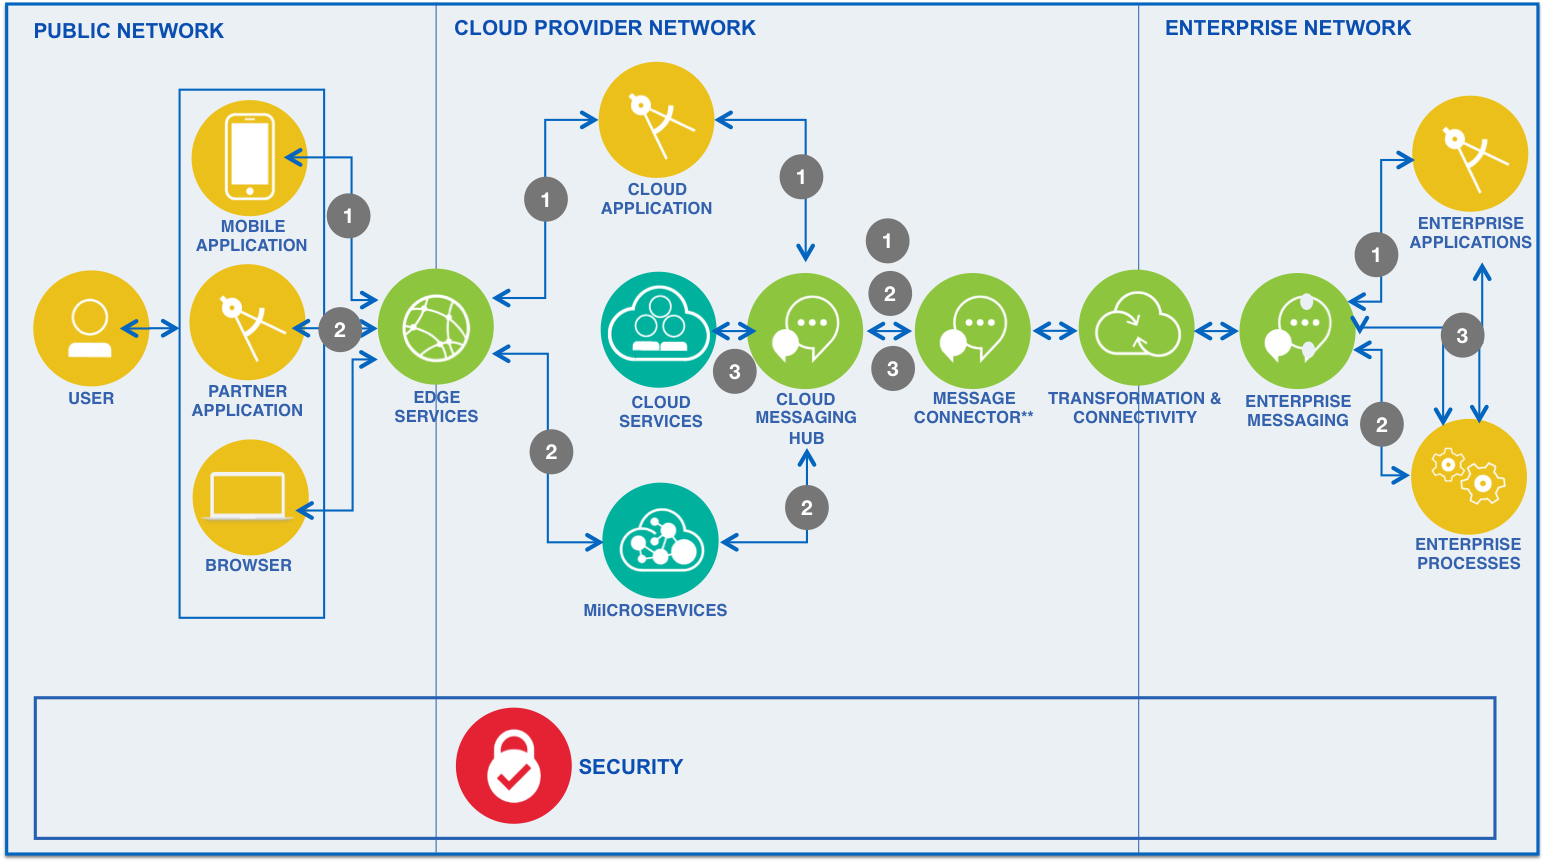 PUBLIC NETWORK
CLOUD PROVIDER NETWORK
ENTERPRISE NETWORK
MOBILE
APPLICATION
1
USER
PARTNER
APPLICATION
2
BROWSER
EDGE
SERVICES
1
CLOUD
APPLICATION
1
2
CLOUD
SERVICES
3
CLOUD
MESSAGING
HUB
MiICROSERVICES
2
1
2
3
MESSAGE
CONNECTOR**
TRANSFORMATION &
CONNECTIVITY
ENTERPRISE
MESSAGING
1
ENTERPRISE
APPLICATIONS
3
2
ENTERPRISE
PROCESSES
SECURITY